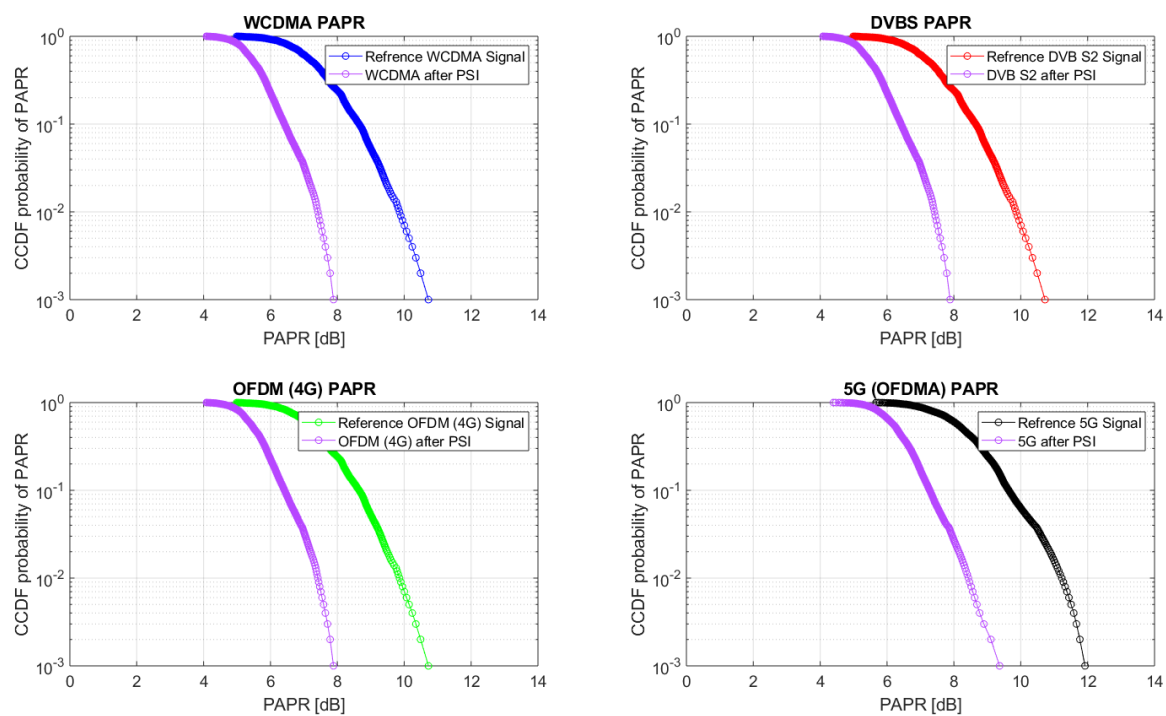 WCDMA PAPR
CCDF probability of PAPR
10^0
10^-1
10^-2
10^-3
Refrence WCDMA Signal
WCDMA after PSI
0 2 4 6 8 10 12 14
PAPR [dB]
DVBS PAPR
CCDF probability of PAPR
10^0
10^-1
10^-2
10^-3
Refrence DVB S2 Signal
DVB S2 after PSI
0 2 4 6 8 10 12 14
PAPR [dB]
OFDM (4G) PAPR
CCDF probability of PAPR
10^0
10^-1
10^-2
10^-3
Reference OFDM (4G) Signal
OFDM (4G) after PSI
0 2 4 6 8 10 12 14
PAPR [dB]
5G (OFDMA) PAPR
CCDF probability of PAPR
10^0
10^-1
10^-2
10^-3
Refrence 5G Signal
5G after PSI
0 2 4 6 8 10 12 14
PAPR [dB]